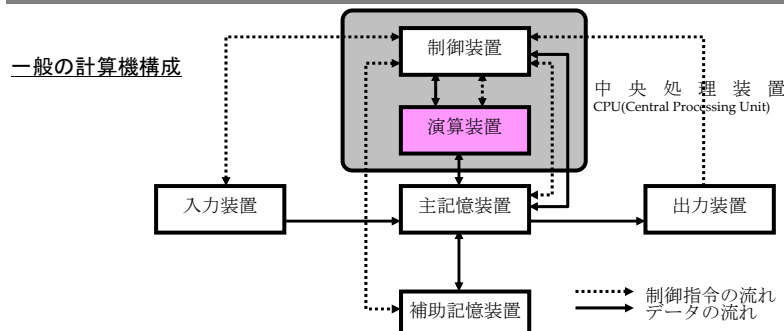 一般の計算機構成
制御装置
中央処理装置
CPU(Central Processing Unit)
演算装置
入力装置
主記憶装置
出力装置
補助記憶装置
制御指令の流れ
データの流れ